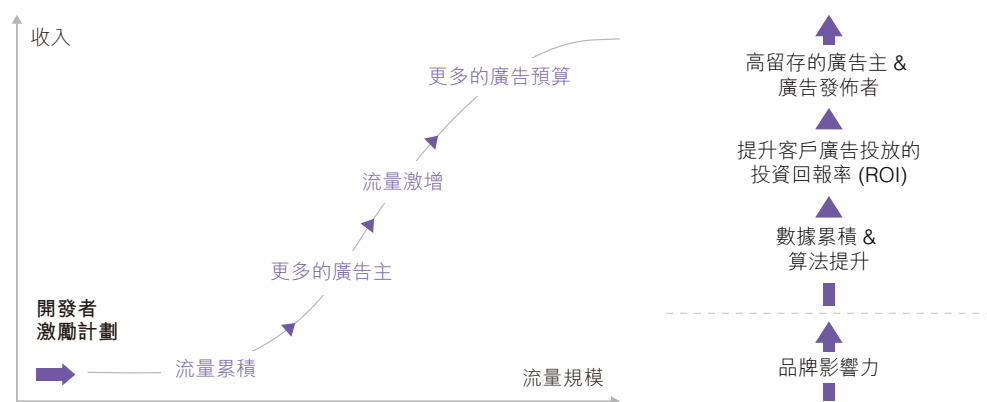 收入
更多的廣告預算
流量激增
更多的廣告主
開發者
激勵計劃
流量累積
流量規模
高留存的廣告主 &
廣告發佈者
提升客戶廣告投放的
投資回報率 (ROI)
數據累積 &
算法提升
品牌影響力